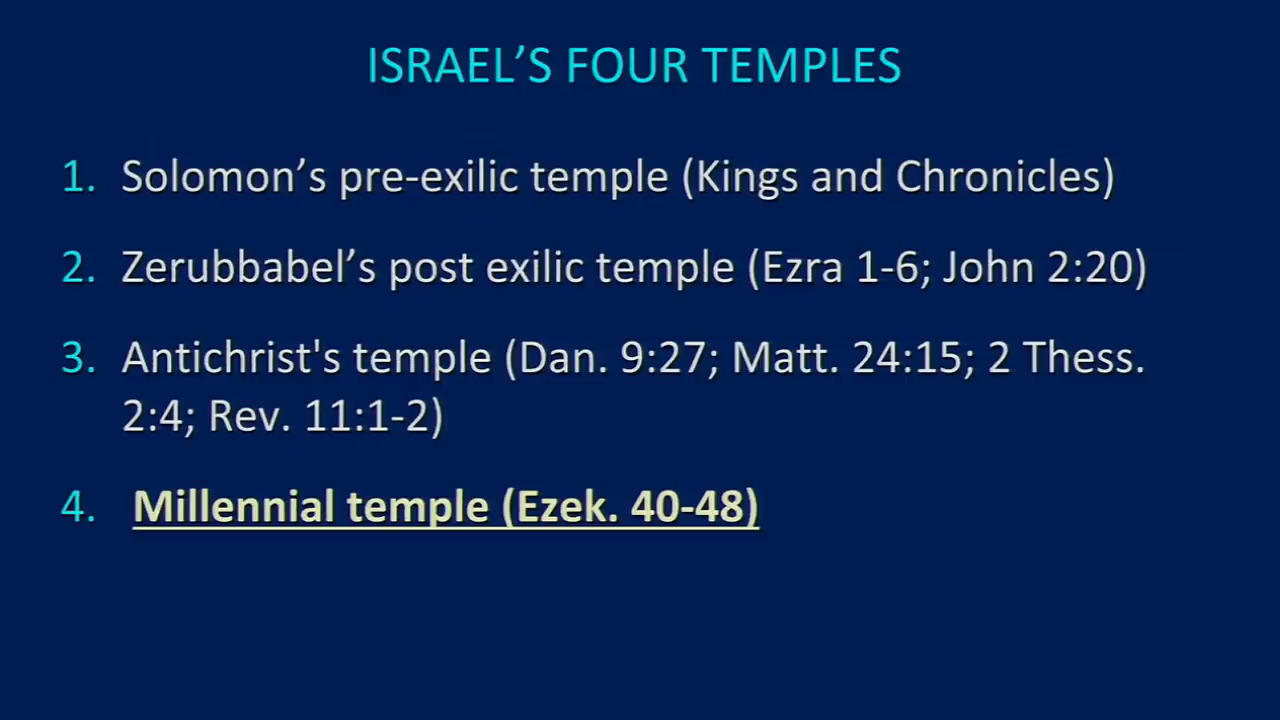 ISRAEL’S FOUR TEMPLES
1. Solomon’s pre-exilic temple (Kings and Chronicles)
2. Zerubbabel’s post exilic temple (Ezra 1-6; John 2:20)
3. Antichrist's temple (Dan. 9:27; Matt. 24:15; 2 Thess.
2:4; Rev. 11:1-2)
4. Millennial temple (Ezek. 40-48)